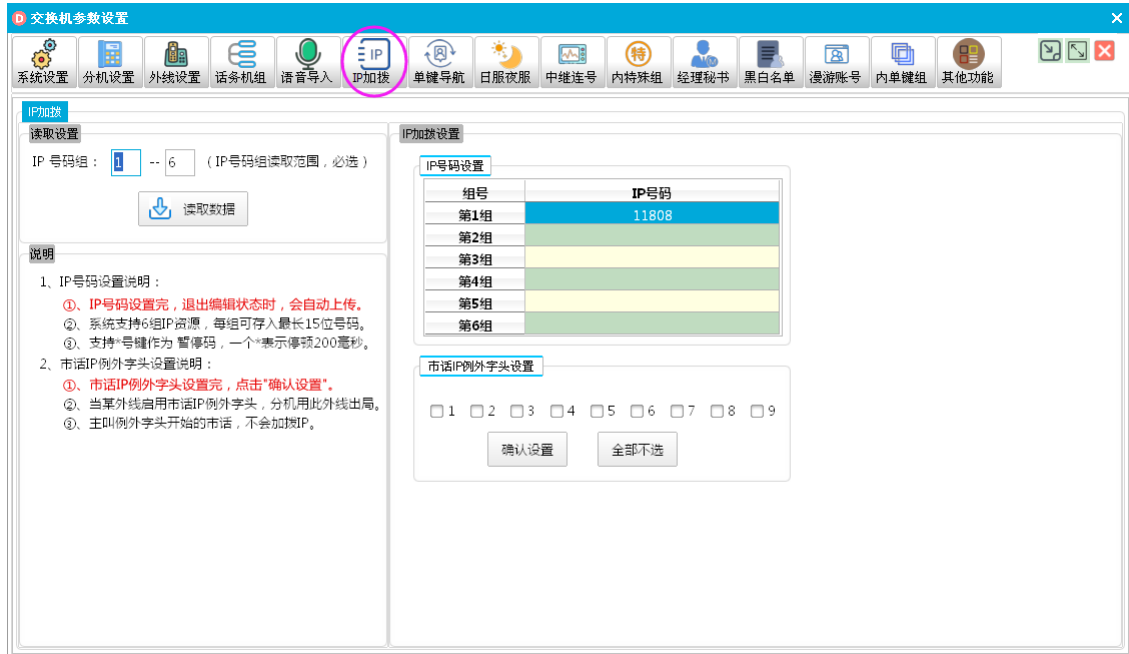 D 交换机参数设置
系统设置 分机设置 外线设置 话务机组 语音导入 IP IP加拨 单键导航 日服夜服 中继连号 特 内特殊组 经理秘书 黑白名单 漫游账号 内单键组 其他功能
IP加拨
读取设置
IP 号码组： 1 -- 6 （IP号码组读取范围，必选）
读取数据
说明
1、IP号码设置说明：
①、IP号码设置完，退出编辑状态时，会自动上传。
②、系统支持6组IP资源，每组可存入最长15位号码。
③、支持*号键作为 暂停码，一个*表示停顿200毫秒。
2、市话IP例外字头设置说明：
①、市话IP例外字头设置完，点击"确认设置"。
②、当某外线启用市话IP例外字头，分机用此外线出局。
③、主叫例外字头开始的市话，不会加拨IP。
IP加拨设置
IP号码设置
组号 IP号码
第1组 11808
第2组
第3组
第4组
第5组
第6组
市话IP例外字头设置
1 2 3 4 5 6 7 8 9
确认设置 全部不选